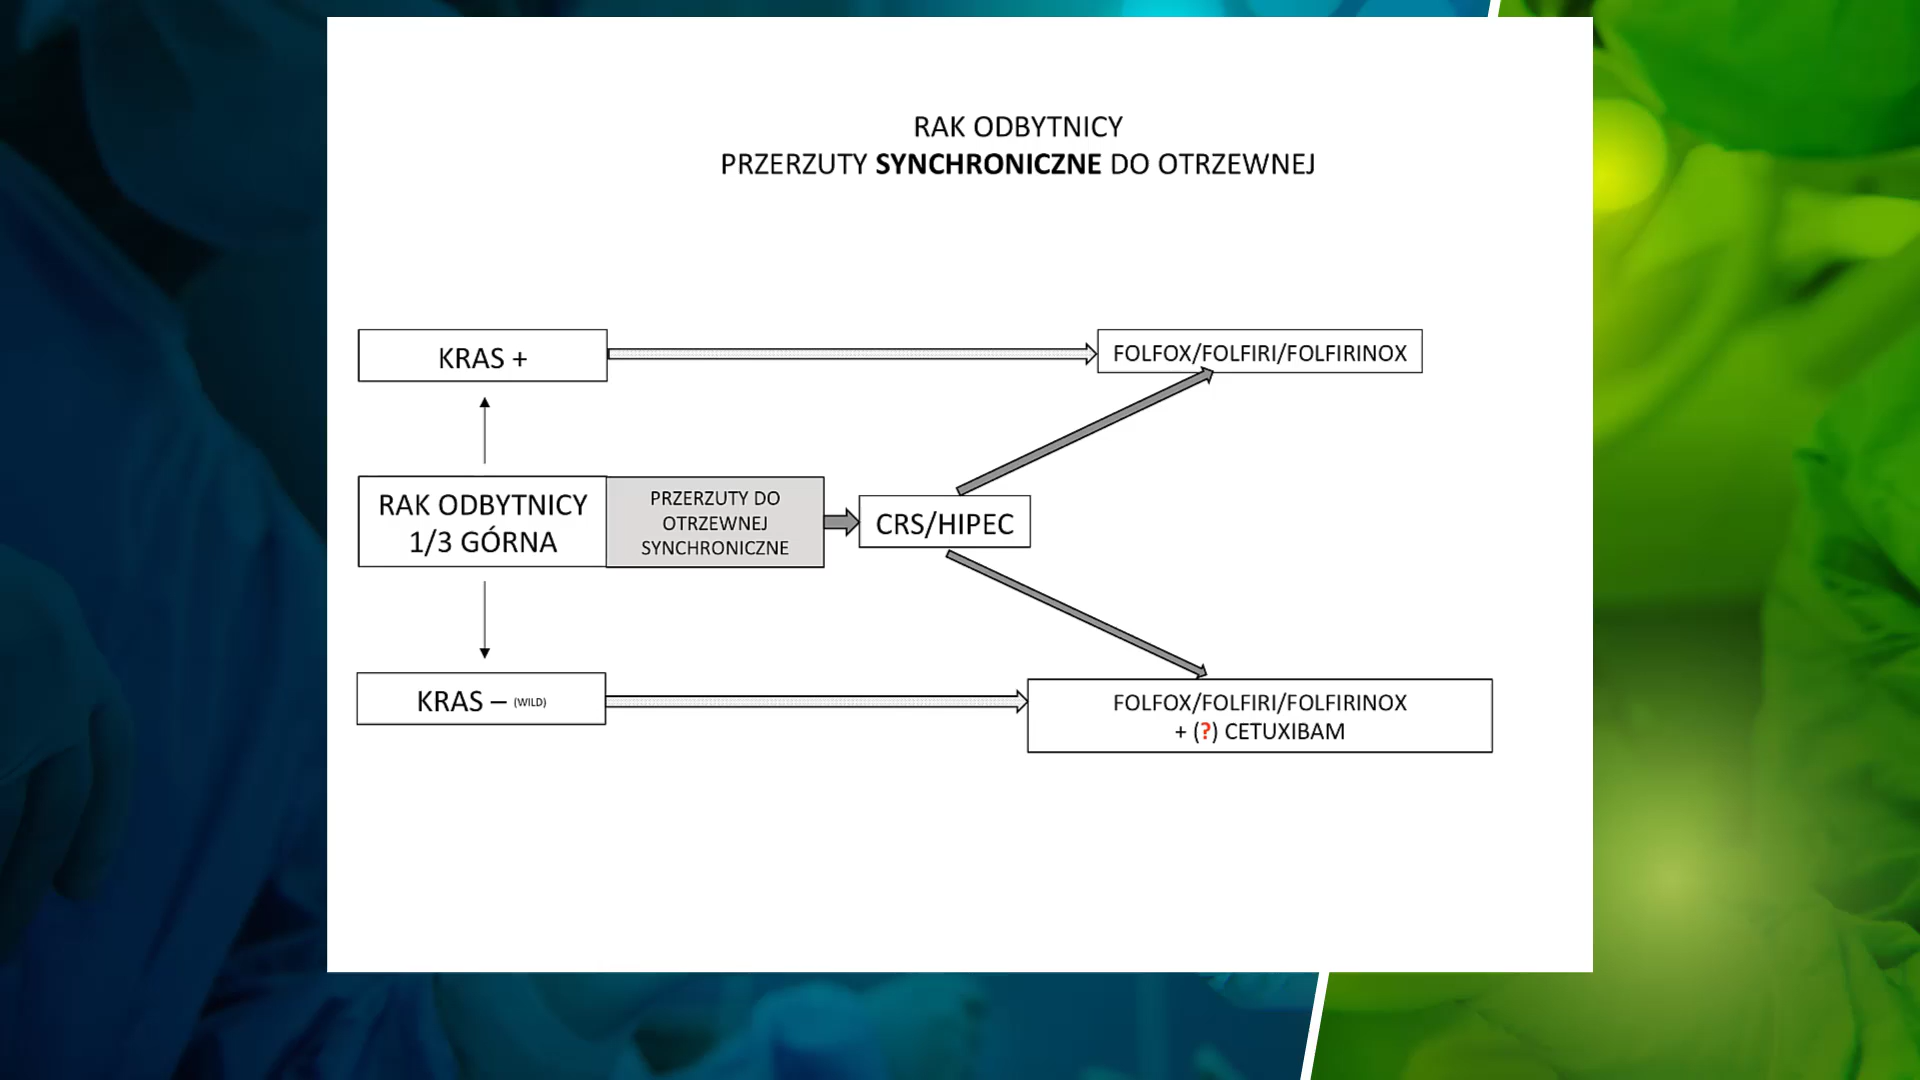 RAK ODBYTNICY
PRZERZUTY SYNCHRONICZNE DO OTRZEWNEJ
KRAS +
FOLFOX/FOLFIRI/FOLFIRINOX
RAK ODBYTNICY
1/3 GÓRNA
PRZERZUTY DO
OTRZEWNEJ
SYNCHRONICZNE
CRS/HIPEC
KRAS – (WILD)
FOLFOX/FOLFIRI/FOLFIRINOX
+ (?) CETUXIBAM